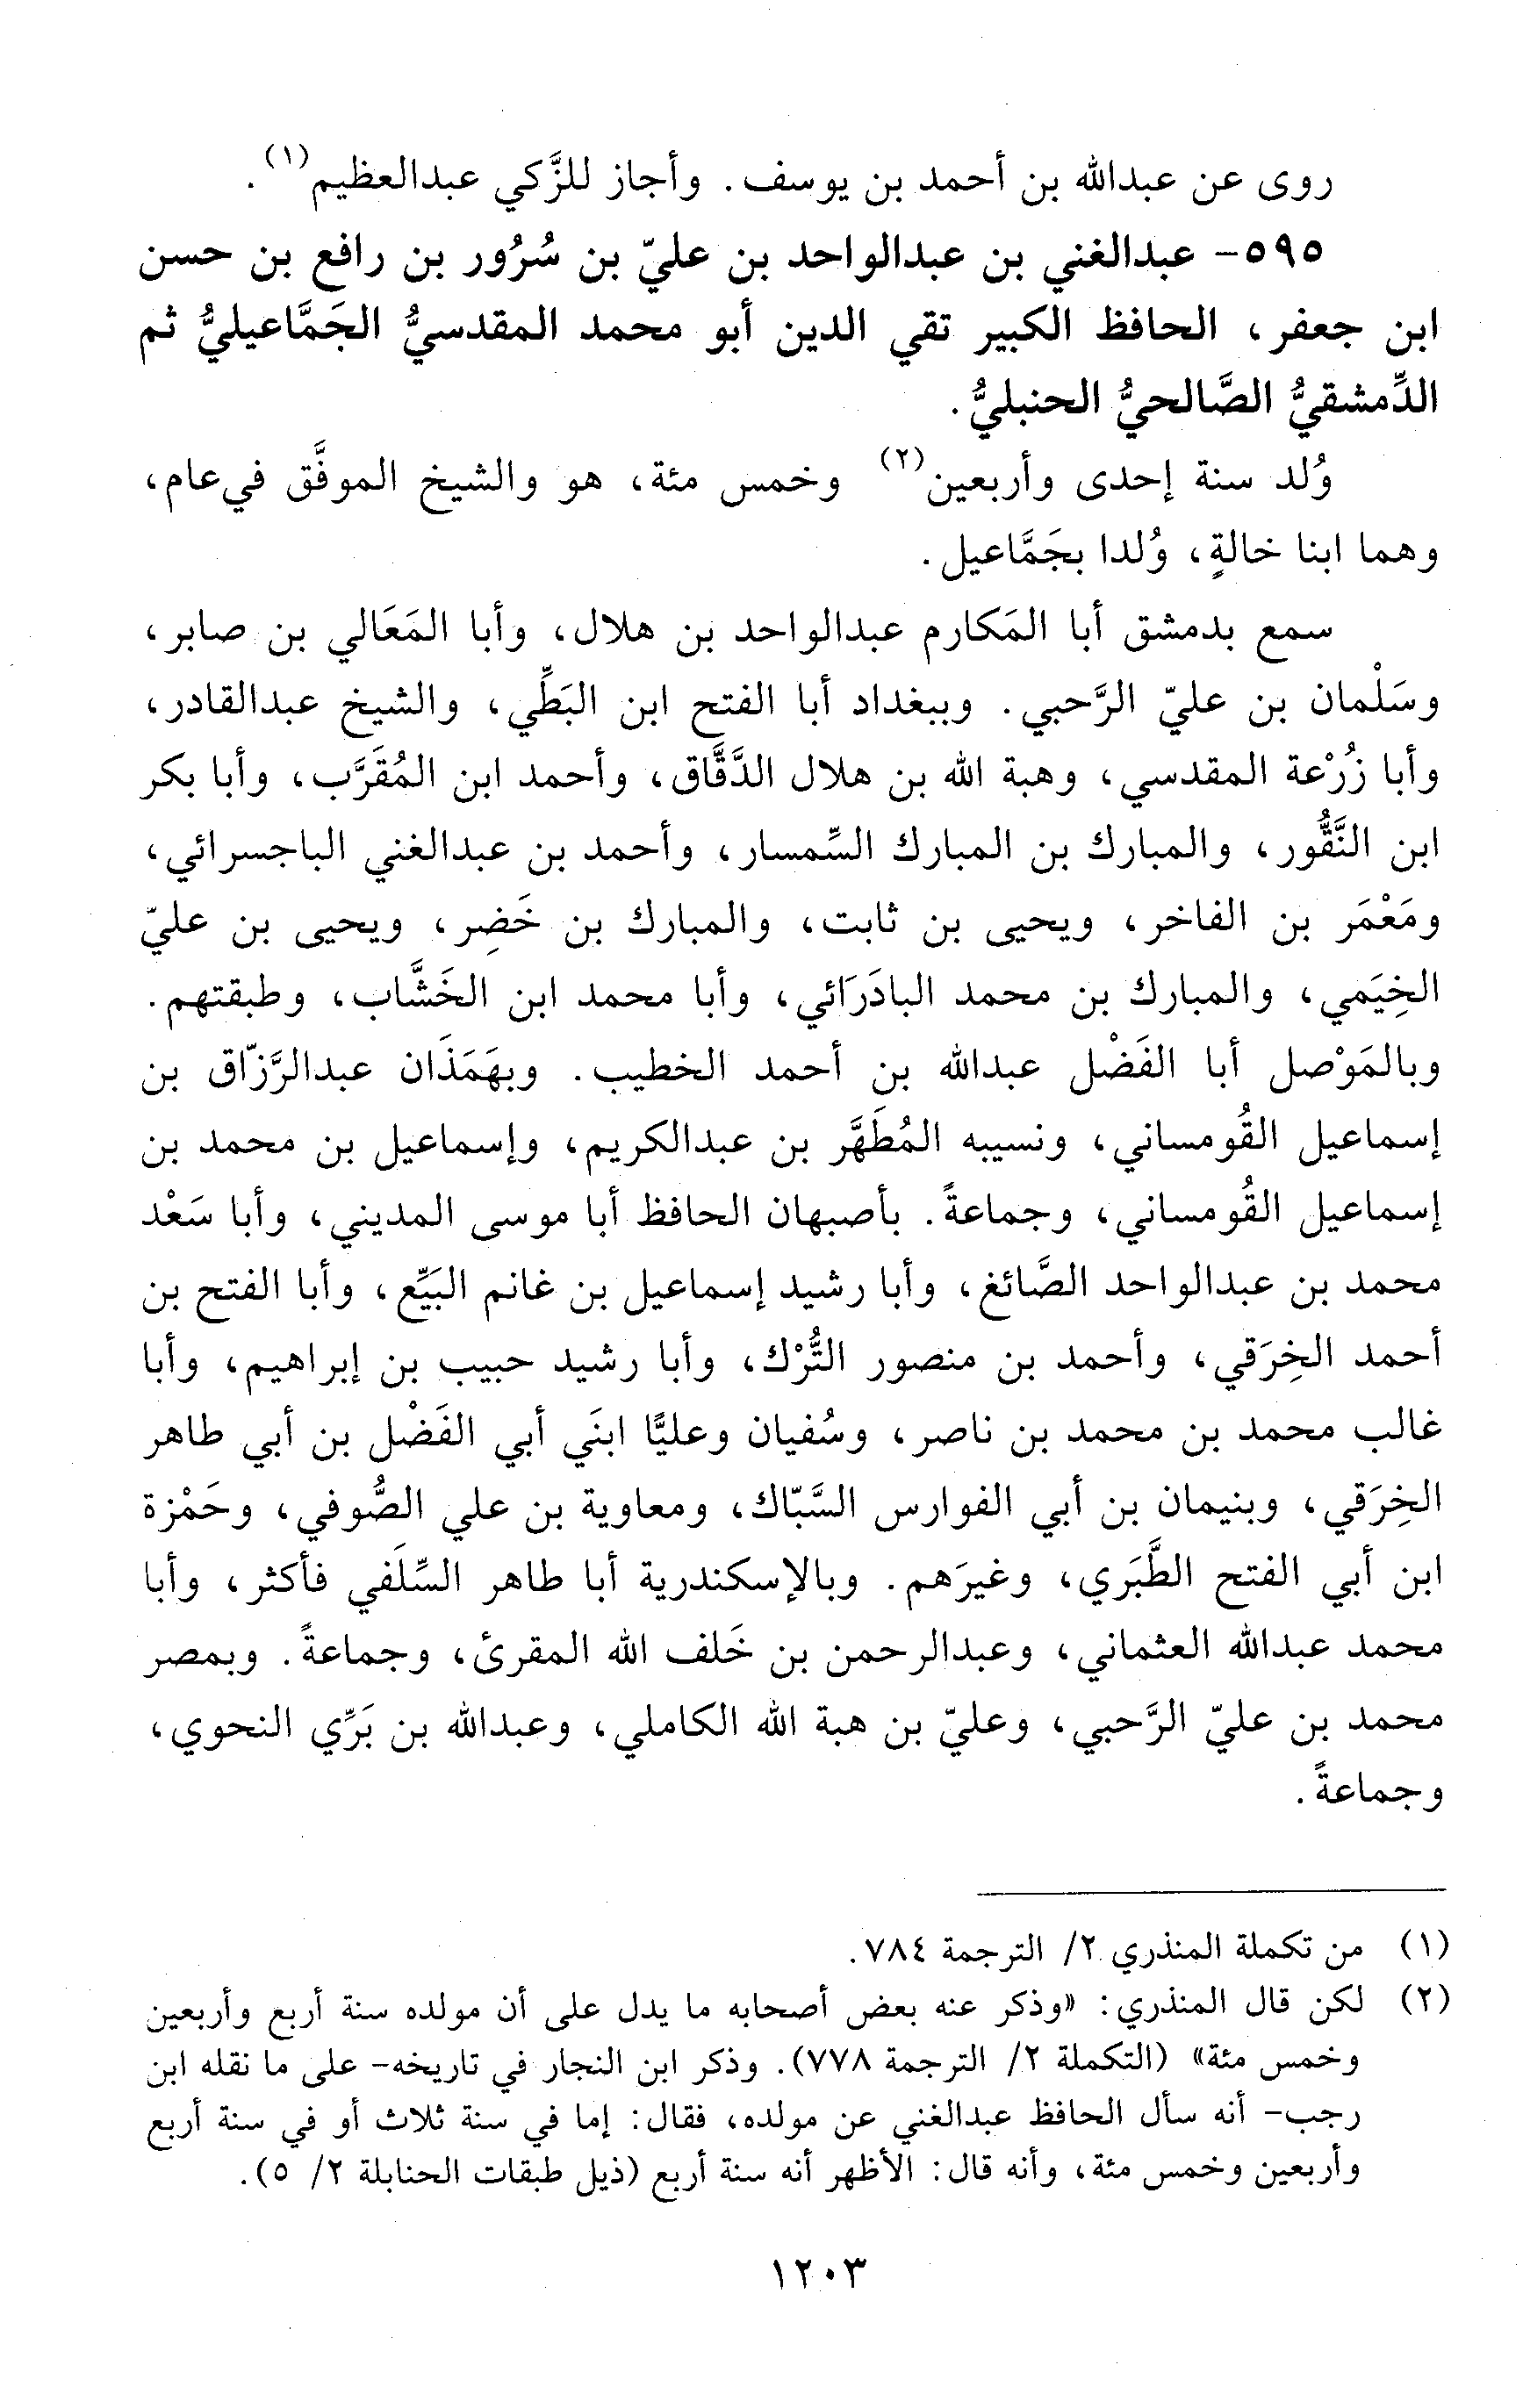 روى عن عبدالله بن أحمد بن يوسف. وأجاز للزَّكي عبدالعظيم(١).
٥٩٥- عبدالغني بن عبدالواحد بن عليّ بن سُرُور بن رافع بن حسن
ابن جعفر، الحافظ الكبير تقي الدين أبو محمد المقدسيُّ الجَمَّاعيليُّ ثم
الدِّمشقيُّ الصَّالحيُّ الحنبليُّ.
وُلد سنة إحدى وأربعين(٢) وخمس مئة، هو والشيخ الموفَّق في عام،
وهما ابنا خالةٍ، وُلدا بجَمَّاعيل.
سمع بدمشق أبا المَكارم عبدالواحد بن هلال، وأبا المَعَالي بن صابر،
وسَلْمان بن عليّ الرَّحبي. وببغداد أبا الفتح ابن البَطِّي، والشيخ عبدالقادر،
وأبا زُرْعة المقدسي، وهبة الله بن هلال الدَّقَّاق، وأحمد ابن المُقَرَّب، وأبا بكر
ابن النَّقُّور، والمبارك بن المبارك السِّمسار، وأحمد بن عبدالغني الباجسرائي،
ومَعْمَر بن الفاخر، ويحيى بن ثابت، والمبارك بن خَضِر، ويحيى بن عليّ
الخِيَمي، والمبارك بن محمد البادَرَائي، وأبا محمد ابن الخَشَّاب، وطبقتهم.
وبالمَوْصل أبا الفَضْل عبدالله بن أحمد الخطيب. وبهَمَذَان عبدالرَّزّاق بن
إسماعيل القُومساني، ونسيبه المُطَهَّر بن عبدالكريم، وإسماعيل بن محمد بن
إسماعيل القُومساني، وجماعةً. بأصبهان الحافظ أبا موسى المديني، وأبا سَعْد
محمد بن عبدالواحد الصَّائغ، وأبا رشيد إسماعيل بن غانم البَيِّع، وأبا الفتح بن
أحمد الخِرَقي، وأحمد بن منصور التُّرْك، وأبا رشيد حبيب بن إبراهيم، وأبا
غالب محمد بن محمد بن ناصر، وسُفيان وعليًّا ابنَي أبي الفَضْل بن أبي طاهر
الخِرَقي، وبنيمان بن أبي الفوارس السَّبّاك، ومعاوية بن علي الصُّوفي، وحَمْزة
ابن أبي الفتح الطَّبَري، وغيرَهم. وبالإسكندرية أبا طاهر السِّلَفي فأكثر، وأبا
محمد عبدالله العثماني، وعبدالرحمن بن خَلف الله المقرئ، وجماعةً. وبمصر
محمد بن عليّ الرَّحبي، وعليّ بن هبة الله الكاملي، وعبدالله بن بَرِّي النحوي،
وجماعةً.
(١) من تكملة المنذري ٢/ الترجمة ٧٨٤.
(٢) لكن قال المنذري: «وذكر عنه بعض أصحابه ما يدل على أن مولده سنة أربع وأربعين
وخمس مئة» (التكملة ٢/ الترجمة ٧٧٨). وذكر ابن النجار في تاريخه- على ما نقله ابن
رجب- أنه سأل الحافظ عبدالغني عن مولده، فقال: إما في سنة ثلاث أو في سنة أربع
وأربعين وخمس مئة، وأنه قال: الأظهر أنه سنة أربع (ذيل طبقات الحنابلة ٢/ ٥).
١٢٠٣